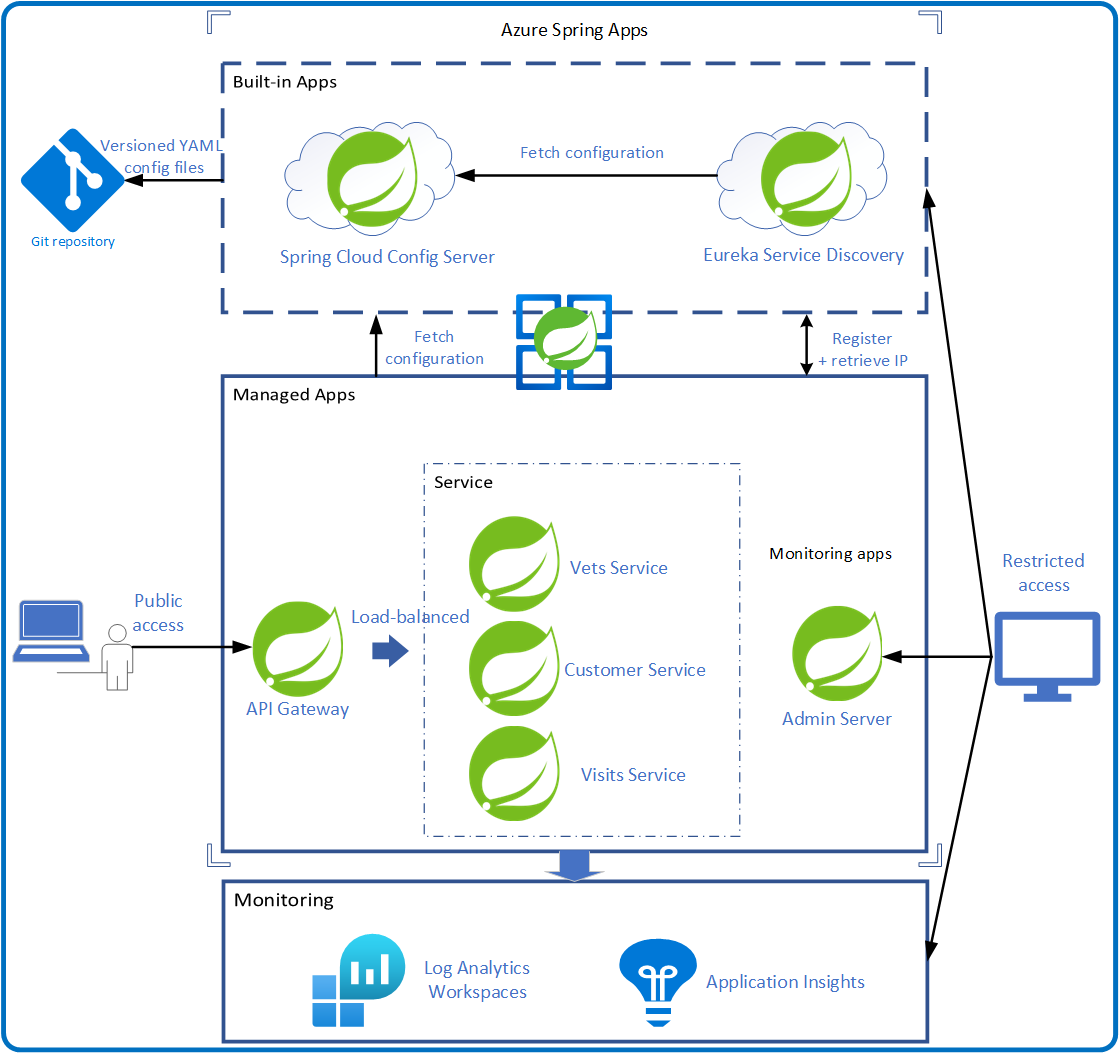 Azure Spring Apps
Built-in Apps
Versioned YAML
config files
Git repository
Fetch configuration
Spring Cloud Config Server
Eureka Service Discovery
Fetch
configuration
Register
+ retrieve IP
Managed Apps
Service
Vets Service
Monitoring apps
Restricted
access
Public
access
Load-balanced
Customer Service
API Gateway
Admin Server
Visits Service
Monitoring
Log Analytics
Workspaces
Application Insights